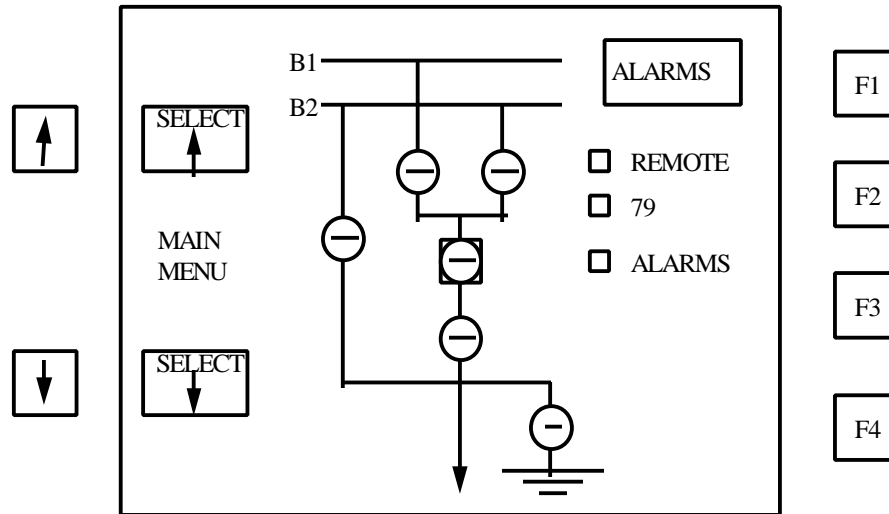 B1
ALARMS
F1
B2
SELECT
REMOTE
F2
79
MAIN
MENU
ALARMS
F3
SELECT
F4